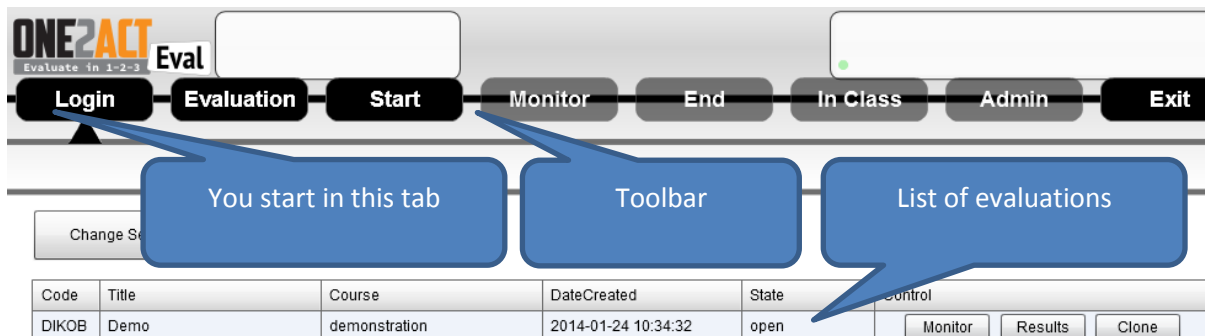 ONE2ACT
Evaluate in 1-2-3
Eval
Login Evaluation Start Monitor End In Class Admin Exit
You start in this tab
Toolbar
List of evaluations
Change
Code Title Course DateCreated State Control
DIKOB Demo demonstration 2014-01-24 10:34:32 open Monitor Results Clone